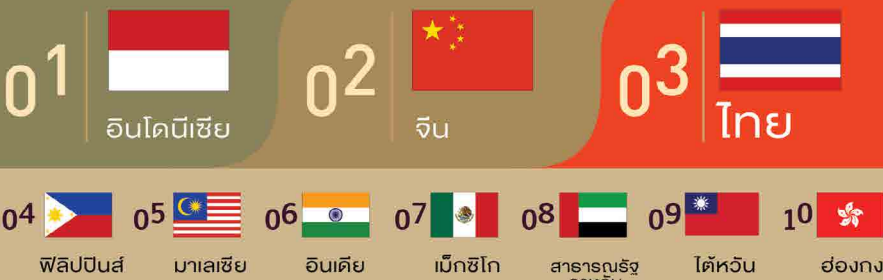 01
อินโดนีเซีย
02
จีน
03
ไทย
04
ฟิลิปปินส์
05
มาเลเซีย
06
อินเดีย
07
เม็กซิโก
08
สาธารณรัฐ
09
ไต้หวัน
10
ฮ่องกง